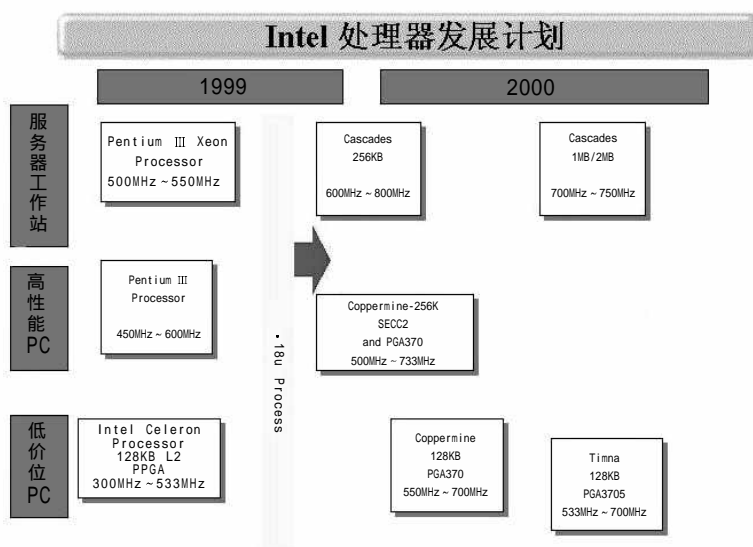 Intel 处理器发展计划
1999
2000
服务器工作站
Pentium Ⅲ Xeon
Processor
500MHz～550MHz
Cascades
256KB
600MHz～800MHz
Cascades
1MB/2MB
700MHz～750MHz
高性能PC
Pentium Ⅲ
Processor
450MHz～600MHz
.18u Process
Coppermine-256K
SECC2
and PGA370
500MHz～733MHz
低价位PC
Intel Celeron
Processor
128KB L2
PPGA
300MHz～533MHz
Coppermine
128KB
PGA370
550MHz～700MHz
Timna
128KB
PGA3705
533MHz～700MHz